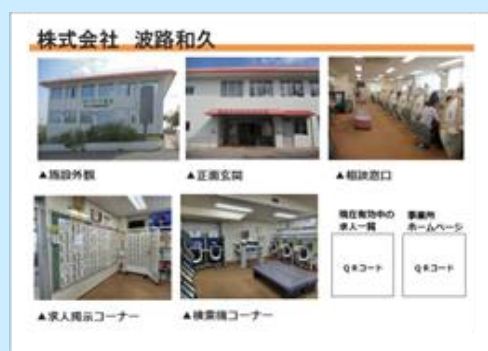 株式会社 波路和久
▲施設外観
▲正面玄関
▲相談窓口
現在有効中の
求人一覧
事業所
ホームページ
QRコード
QRコード
▲求人掲示コーナー
▲検索機コーナー